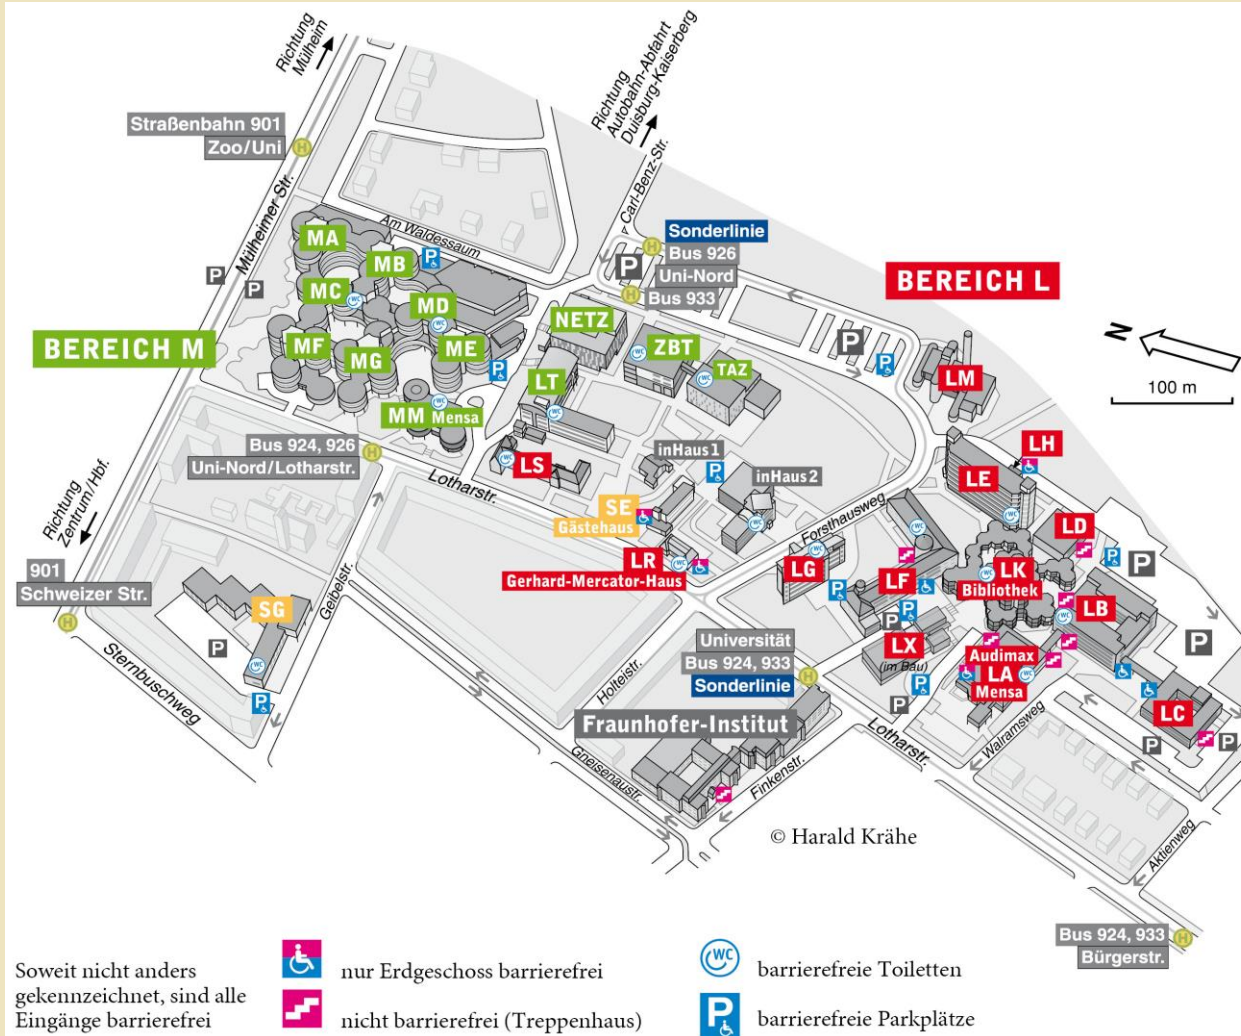 Richtung
Mülheim
Richtung
Autobahn-Abfahrt
Duisburg-Kaiserberg
Straßenbahn 901
Zoo/Uni
Mülheimer Str.
Am Waldessaum
Carl-Benz-Str.
Sonderlinie
Bus 926
Uni-Nord
Bus 933
BEREICH L
N
100 m
BEREICH M
MA
MB
MC
MD
MF
MG
ME
MM Mensa
NETZ
ZBT
TAZ
LT
LS
LM
LH
LE
LD
inHaus1
inHaus2
Bus 924, 926
Uni-Nord/Lotharstr.
Lotharstr.
SE
Gästehaus
Forsthausweg
LR
Gerhard-Mercator-Haus
LG
LF
LK
Bibliothek
LB
Richtung
Zentrum/Hbf.
901
Schweizer Str.
SG
Geibelstr.
Sternbuschweg
Universität
Bus 924, 933
Sonderlinie
LX
(im Bau)
Audimax
LA
Mensa
LC
Holteistr.
Fraunhofer-Institut
Gneisenaustr.
Finkenstr.
Lotharstr.
Walramsweg
Aktienweg
© Harald Krähe
Bus 924, 933
Bürgerstr.
Soweit nicht anders
gekennzeichnet, sind alle
Eingänge barrierefrei
nur Erdgeschoss barrierefrei
nicht barrierefrei (Treppenhaus)
WC
barrierefreie Toiletten
P
barrierefreie Parkplätze